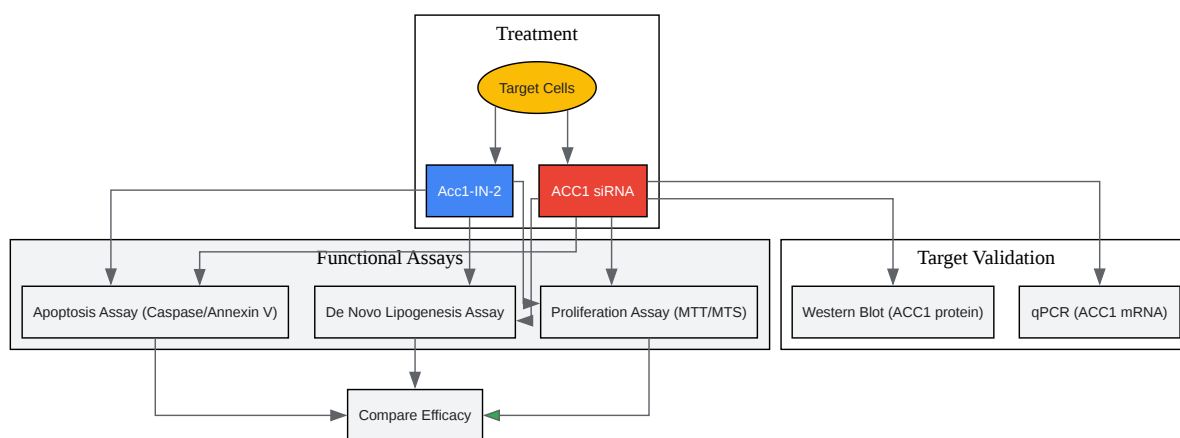 Treatment
Target Cells
Acc1-IN-2
ACC1 siRNA
Functional Assays
Target Validation
Apoptosis Assay (Caspase/Annexin V)
De Novo Lipogenesis Assay
Proliferation Assay (MTT/MTS)
Western Blot (ACC1 protein)
qPCR (ACC1 mRNA)
Compare Efficacy